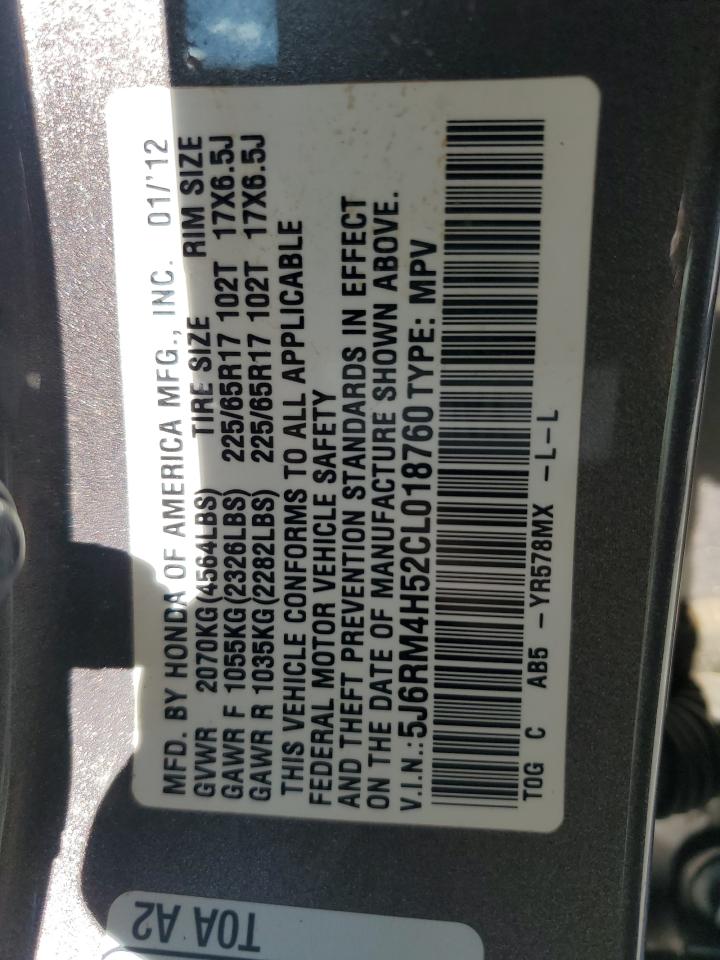 MFD. BY HONDA OF AMERICA MFG., INC. 01/'12
GVWR 2070KG(4564LBS) TIRE SIZE RIM SIZE
GAWR F 1055KG(2326LBS) 225/65R17 102T 17X6.5J
GAWR R 1035KG(2282LBS) 225/65R17 102T 17X6.5J
THIS VEHICLE CONFORMS TO ALL APPLICABLE
FEDERAL MOTOR VEHICLE SAFETY
AND THEFT PREVENTION STANDARDS IN EFFECT
ON THE DATE OF MANUFACTURE SHOWN ABOVE.
V.I.N.:5J6RM4H52CL018760 TYPE: MPV
T0G C AB5 -YR578MX -L-L
T0A A2